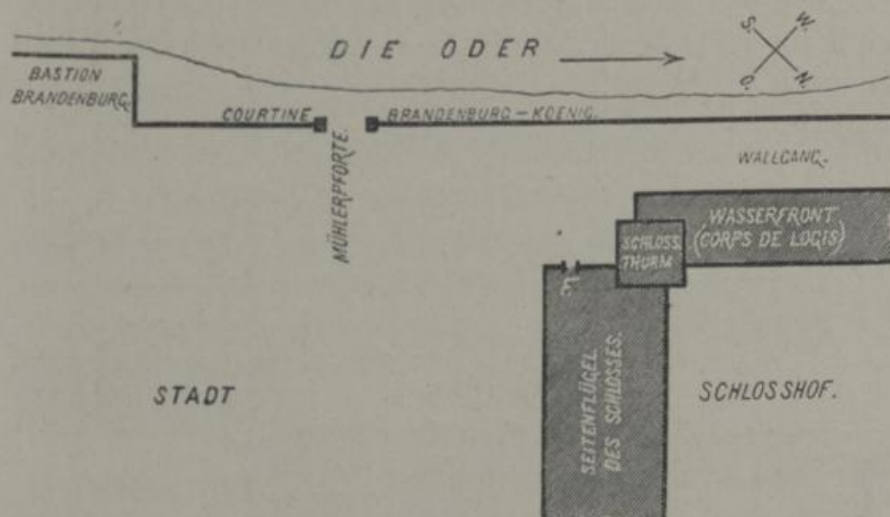 DIE ODER
S.
W.
O.
N.
BASTION
BRANDENBURG.
COURTINE
BRANDENBURG-KOENIG.
MÜHLERPFORTE.
WALLGANG.
WASSERFRONT
(CORPS DE LOGIS)
SCHLOSS
THURM
SEITENFLÜGEL
DES SCHLOSSES.
STADT
SCHLOSSHOF.